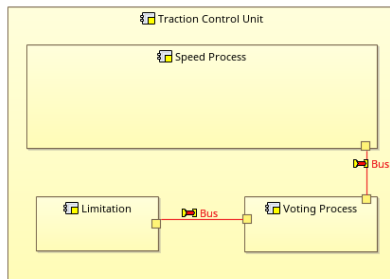 Traction Control Unit
Speed Process
Bus
Limitation
Bus
Voting Process